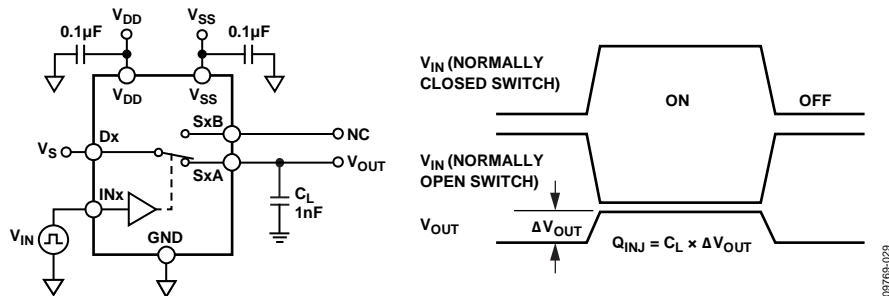 0.1µF
VDD
VSS
0.1µF
VDD
VSS
SxB
NC
VS
Dx
SxA
VOUT
INx
CL
1nF
VIN
GND
VIN (NORMALLY
CLOSED SWITCH)
ON
OFF
VIN (NORMALLY
OPEN SWITCH)
VOUT
ΔVOUT
QINJ = CL × ΔVOUT
09769-029